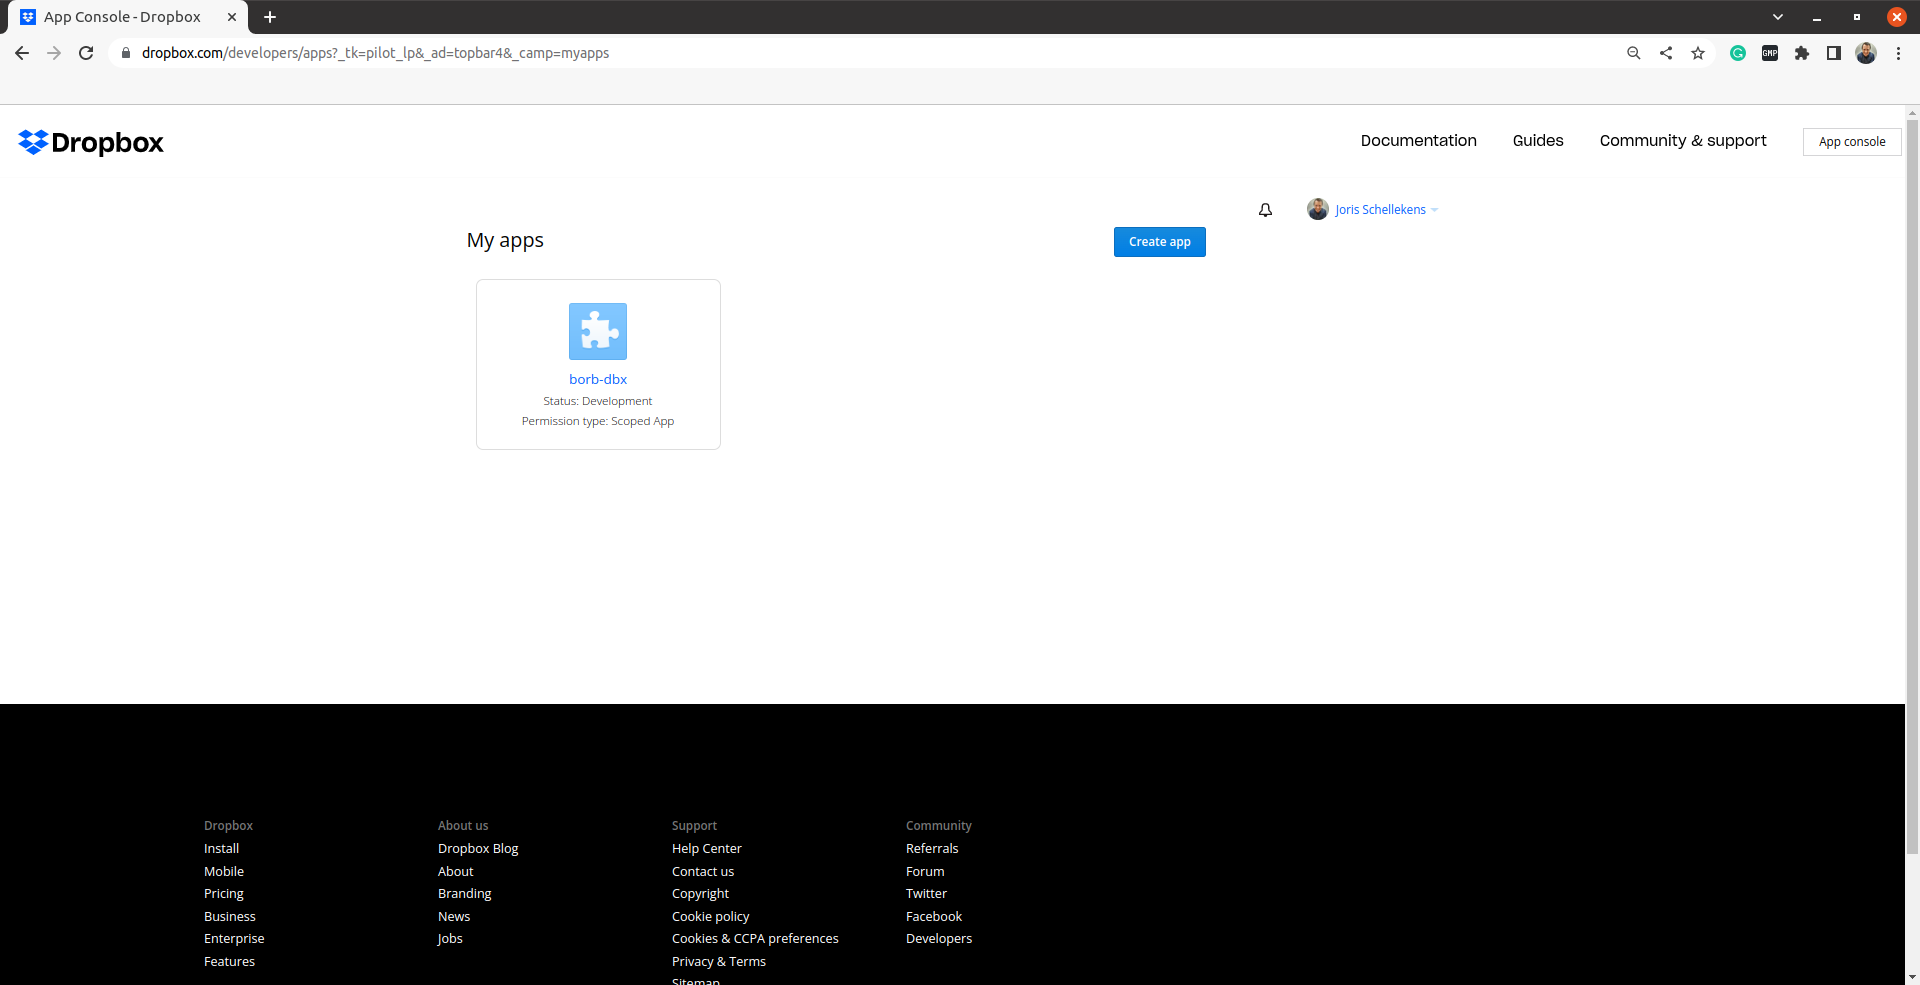 App Console - Dropbox
dropbox.com/developers/apps?_tk=pilot_lp&_ad=topbar4&_camp=myapps
GMP
Dropbox
Documentation
Guides
Community & support
App console
Joris Schellekens
My apps
Create app
borb-dbx
Status: Development
Permission type: Scoped App
Dropbox
Install
Mobile
Pricing
Business
Enterprise
Features
About us
Dropbox Blog
About
Branding
News
Jobs
Support
Help Center
Contact us
Copyright
Cookie policy
Cookies & CCPA preferences
Privacy & Terms
Sitemap
Community
Referrals
Forum
Twitter
Facebook
Developers